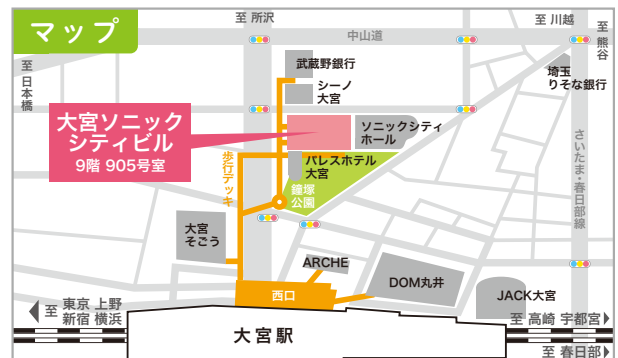 マップ
至 所沢
至 川越
至 熊谷
中山道
至 日本橋
武蔵野銀行
シーノ
大宮
埼玉
りそな銀行
大宮ソニック
シティビル
9階 905号室
ソニックシティ
ホール
パレスホテル
大宮
歩行デッキ
鐘塚
公園
さいたま・春日部線
大宮
そごう
ARCHE
DOM丸井
JACK大宮
西口
至 東京 上野
新宿 横浜
大宮駅
至 高崎 宇都宮
至 春日部